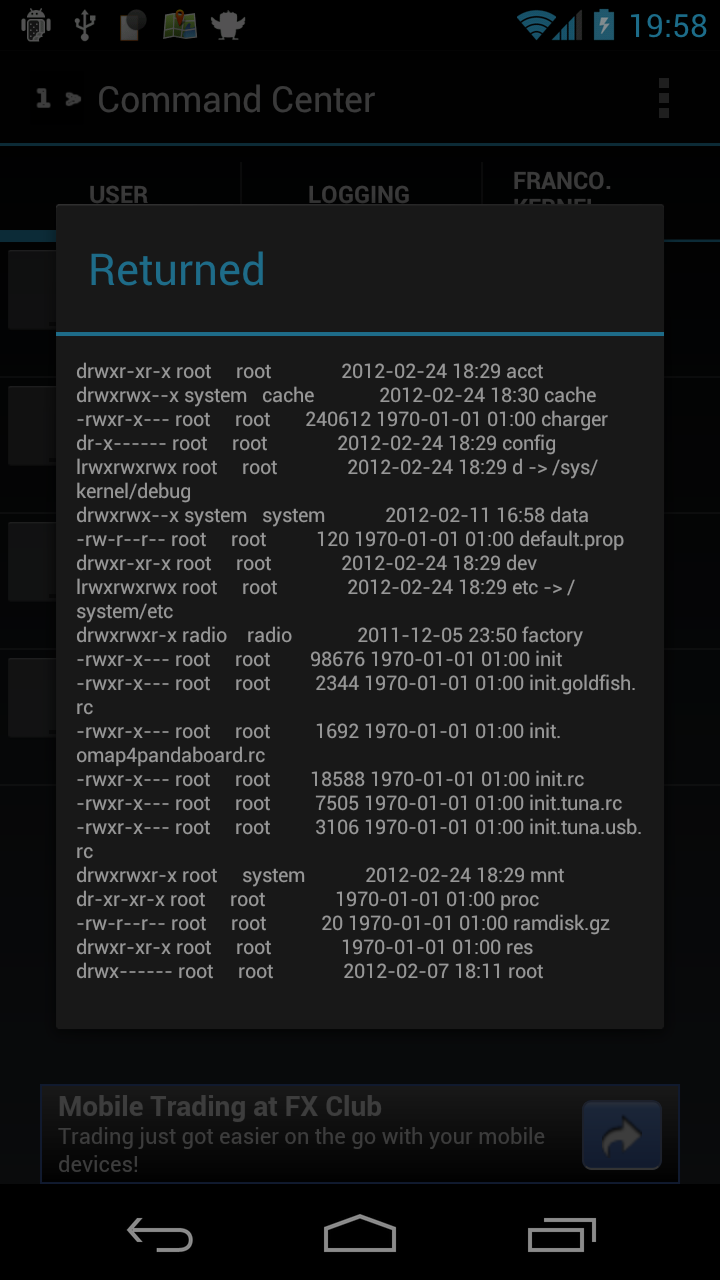 19:58
1 > Command Center
USER
LOGGING
FRANCO.
KERNEL
Returned
drwxr-xr-x root root 2012-02-24 18:29 acct
drwxrwx--x system cache 2012-02-24 18:30 cache
-rwxr-x--- root root 240612 1970-01-01 01:00 charger
dr-x------ root root 2012-02-24 18:29 config
lrwxrwxrwx root root 2012-02-24 18:29 d -> /sys/
kernel/debug
drwxrwx--x system system 2012-02-11 16:58 data
-rw-r--r-- root root 120 1970-01-01 01:00 default.prop
drwxr-xr-x root root 2012-02-24 18:29 dev
lrwxrwxrwx root root 2012-02-24 18:29 etc -> /
system/etc
drwxrwxr-x radio radio 2011-12-05 23:50 factory
-rwxr-x--- root root 98676 1970-01-01 01:00 init
-rwxr-x--- root root 2344 1970-01-01 01:00 init.goldfish.
rc
-rwxr-x--- root root 1692 1970-01-01 01:00 init.
omap4pandaboard.rc
-rwxr-x--- root root 18588 1970-01-01 01:00 init.rc
-rwxr-x--- root root 7505 1970-01-01 01:00 init.tuna.rc
-rwxr-x--- root root 3106 1970-01-01 01:00 init.tuna.usb.
rc
drwxrwxr-x root system 2012-02-24 18:29 mnt
dr-xr-xr-x root root 1970-01-01 01:00 proc
-rw-r--r-- root root 20 1970-01-01 01:00 ramdisk.gz
drwxr-xr-x root root 1970-01-01 01:00 res
drwx------ root root 2012-02-07 18:11 root
Mobile Trading at FX Club
Trading just got easier on the go with your mobile
devices!